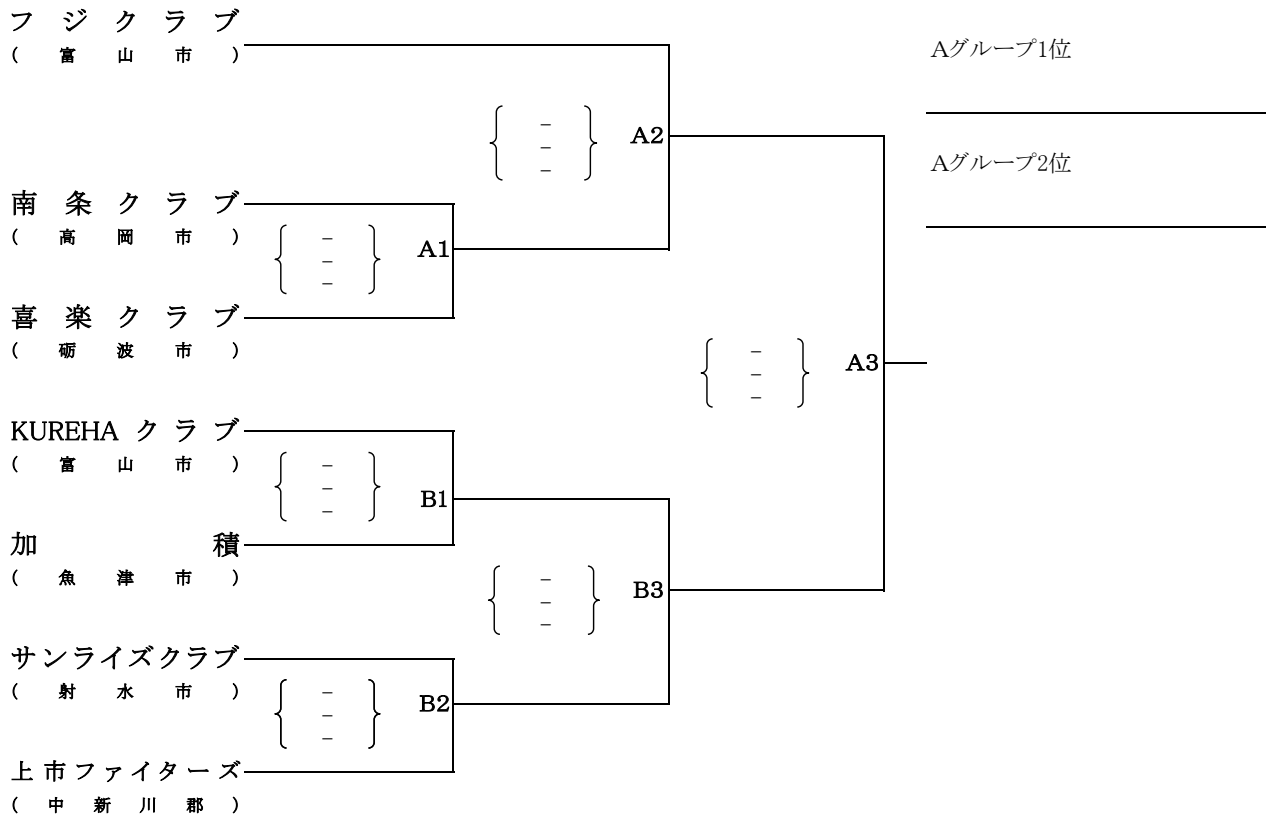 フジクラブ
(富山市)
Aグループ1位
{ － － － } A2
Aグループ2位
南条クラブ
(高岡市)
{ － － － } A1
喜楽クラブ
(砺波市)
{ － － － } A3
KUREHA クラブ
(富山市)
{ － － － } B1
加積
(魚津市)
{ － － － } B3
サンライズクラブ
(射水市)
{ － － － } B2
上市ファイターズ
(中新川郡)